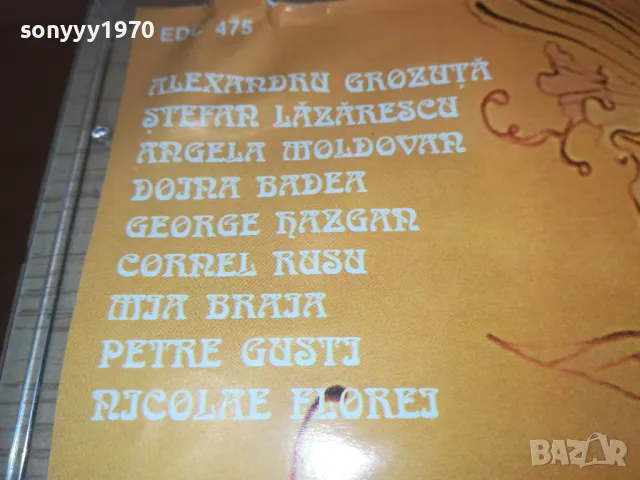 sonyyy1970
EDC 475
ALEXANDRU GROZUȚĂ
ȘTEFAN LĂZĂRESCU
ANGELA MOLDOVAN
DOINA BADEA
GEORGE HAZGAN
CORNEL RUSU
MIA BRAIA
PETRE GUSTI
NICOLAE FLOREI
BAZAR